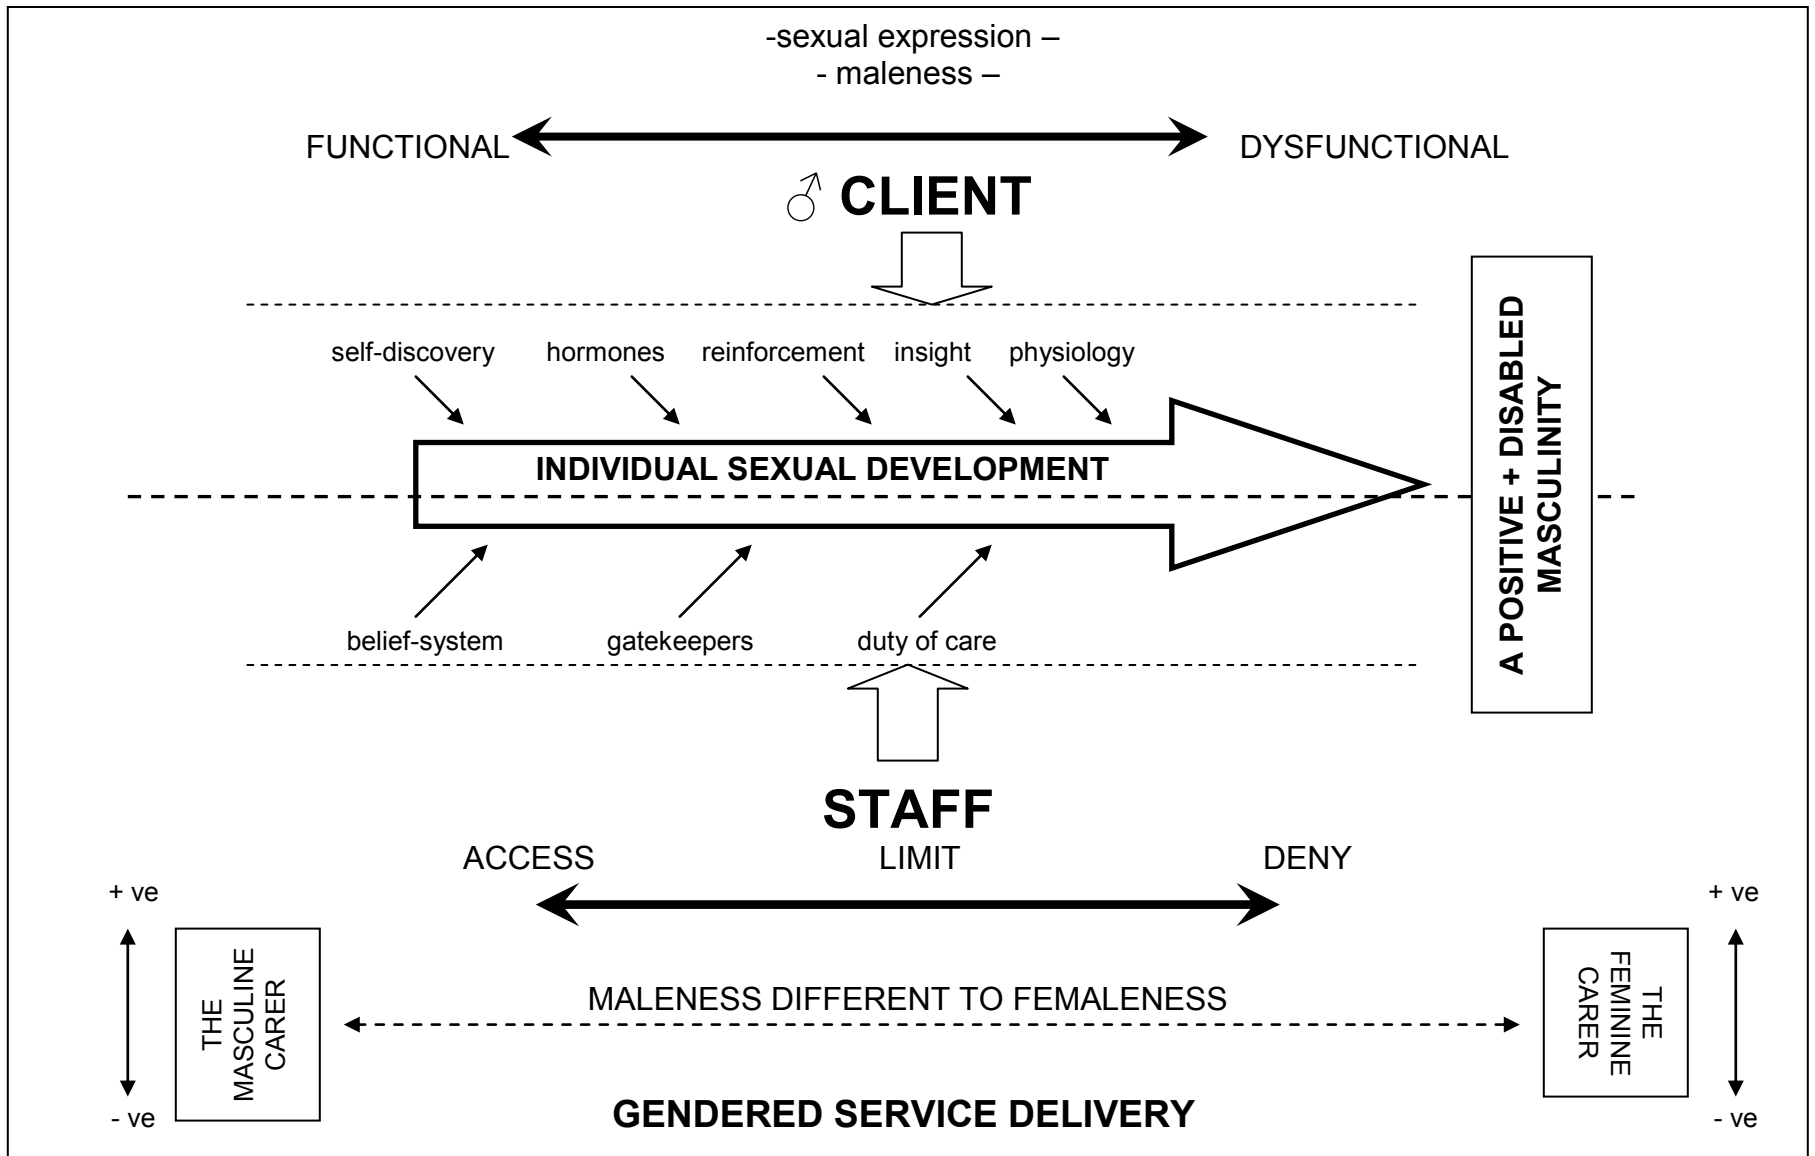 -sexual expression –
- maleness –
FUNCTIONAL
DYSFUNCTIONAL
♂ CLIENT
self-discovery
hormones
reinforcement
insight
physiology
INDIVIDUAL SEXUAL DEVELOPMENT
A POSITIVE + DISABLED
MASCULINITY
belief-system
gatekeepers
duty of care
STAFF
ACCESS
LIMIT
DENY
+ ve
- ve
THE
MASCULINE
CARER
MALENESS DIFFERENT TO FEMALENESS
THE
FEMININE
CARER
+ ve
- ve
GENDERED SERVICE DELIVERY